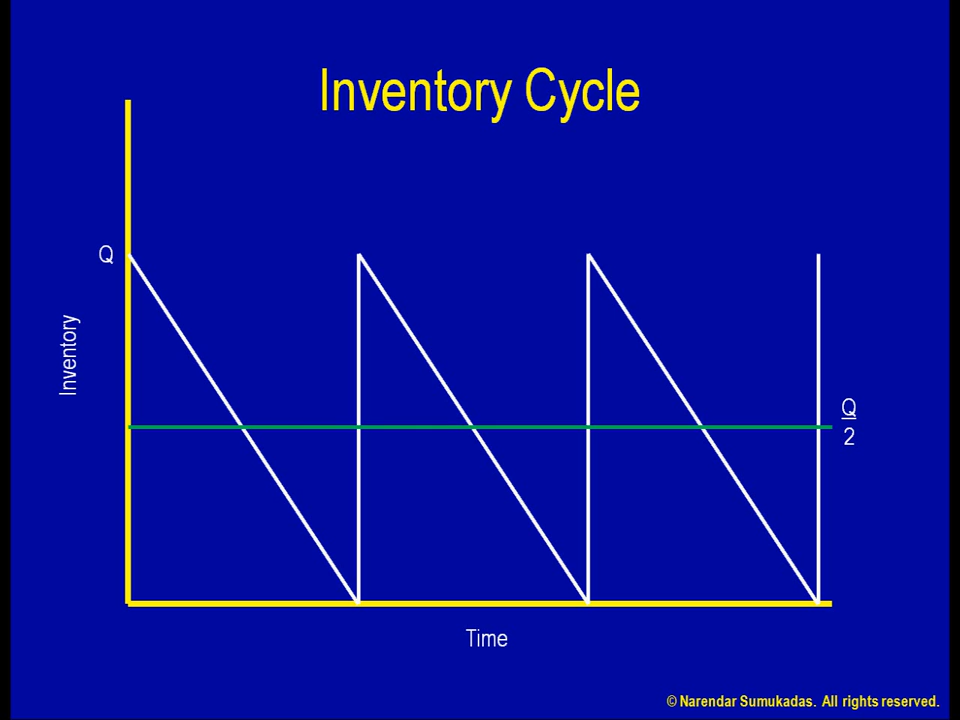 Inventory Cycle
Q
Inventory
Q
2
Time
© Narendar Sumukadas. All rights reserved.